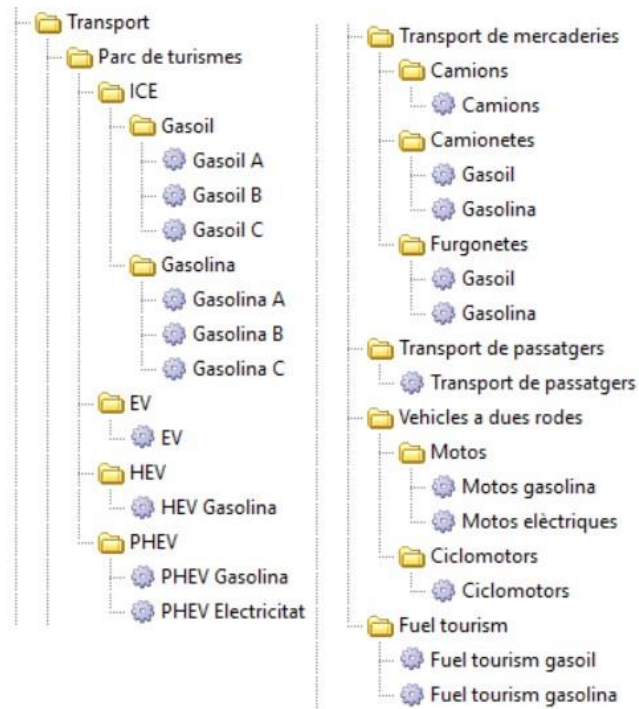 Transport
Parc de turismes
ICE
Gasoil
Gasoil A
Gasoil B
Gasoil C
Gasolina
Gasolina A
Gasolina B
Gasolina C
EV
EV
HEV
HEV Gasolina
PHEV
PHEV Gasolina
PHEV Electricitat
Transport de mercaderies
Camions
Camions
Camionetes
Gasoil
Gasolina
Furgonetes
Gasoil
Gasolina
Transport de passatgers
Transport de passatgers
Vehicles a dues rodes
Motos
Motos gasolina
Motos elèctriques
Ciclomotors
Ciclomotors
Fuel tourism
Fuel tourism gasoil
Fuel tourism gasolina